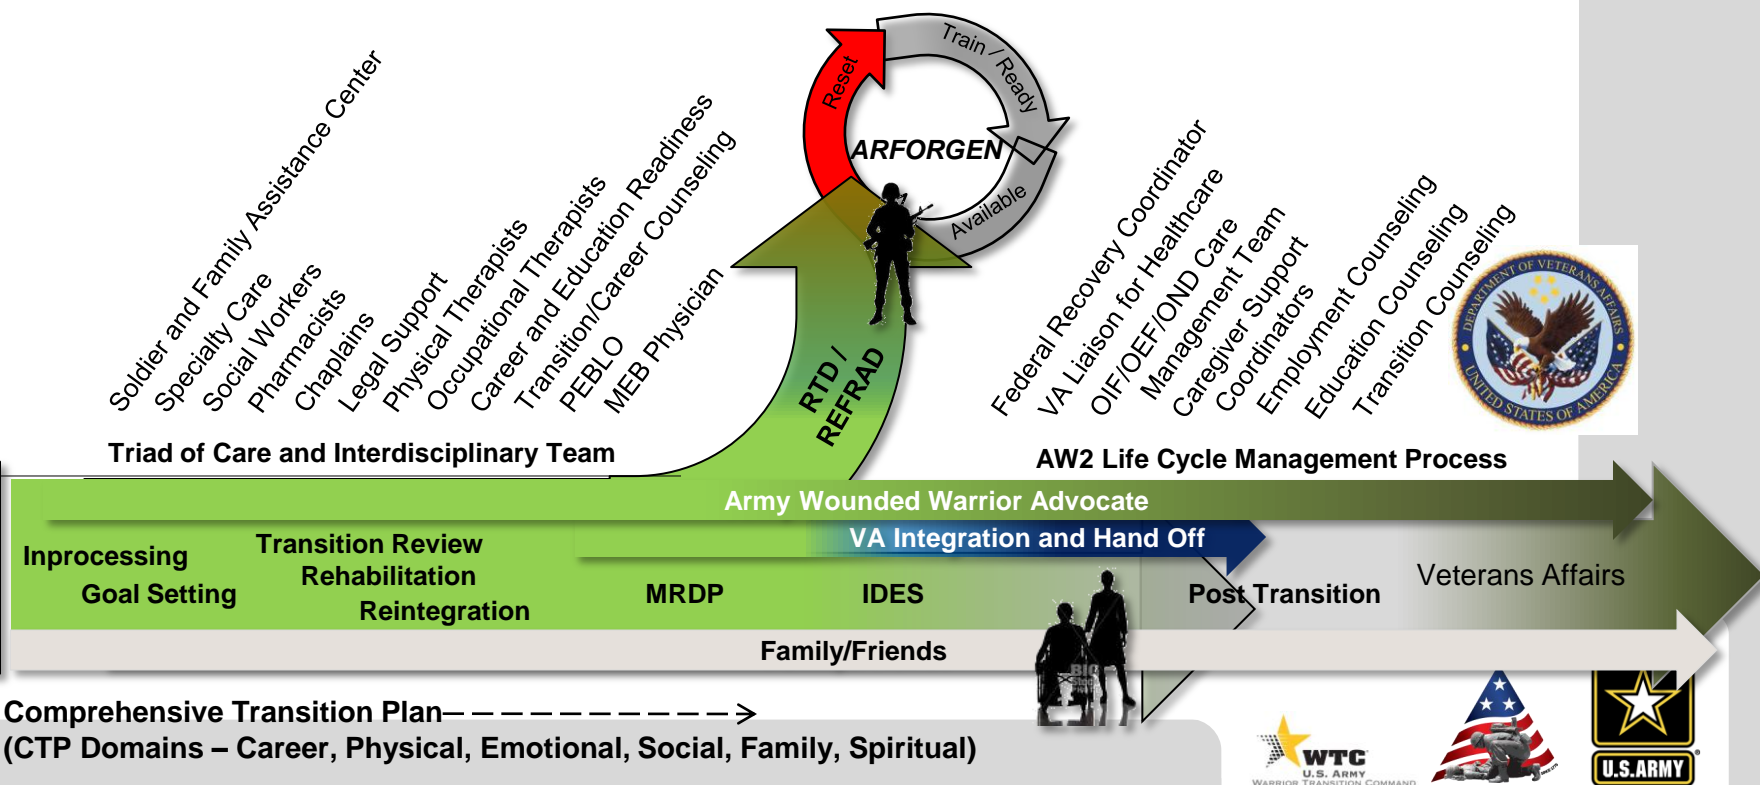 Reset
Train / Ready
ARFORGEN
Available
Soldier and Family Assistance Center
Specialty Care
Social Workers
Pharmacists
Chaplains
Legal Support
Physical Therapists
Occupational Therapists
Career and Education Readiness
Transition/Career Counseling
PEBLO
MEB Physician
RTD /
REFRAD
Federal Recovery Coordinator
VA Liaison for Healthcare
OIF/OEF/OND Care
Management Team
Caregiver Support
Coordinators
Employment Counseling
Education Counseling
Transition Counseling
DEPARTMENT OF VETERANS AFFAIRS
UNITED STATES OF AMERICA
Triad of Care and Interdisciplinary Team
AW2 Life Cycle Management Process
Army Wounded Warrior Advocate
VA Integration and Hand Off
Inprocessing
Goal Setting
Transition Review
Rehabilitation
Reintegration
MRDP
IDES
Post Transition
Veterans Affairs
Family/Friends
Comprehensive Transition Plan
(CTP Domains – Career, Physical, Emotional, Social, Family, Spiritual)
WTC
U.S. ARMY
WARRIOR TRANSITION COMMAND
U.S.ARMY